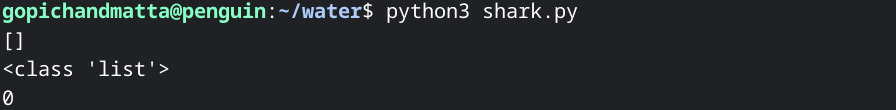 gopichandmatta@penguin:~/water$ python3 shark.py
[]
<class 'list'>
0